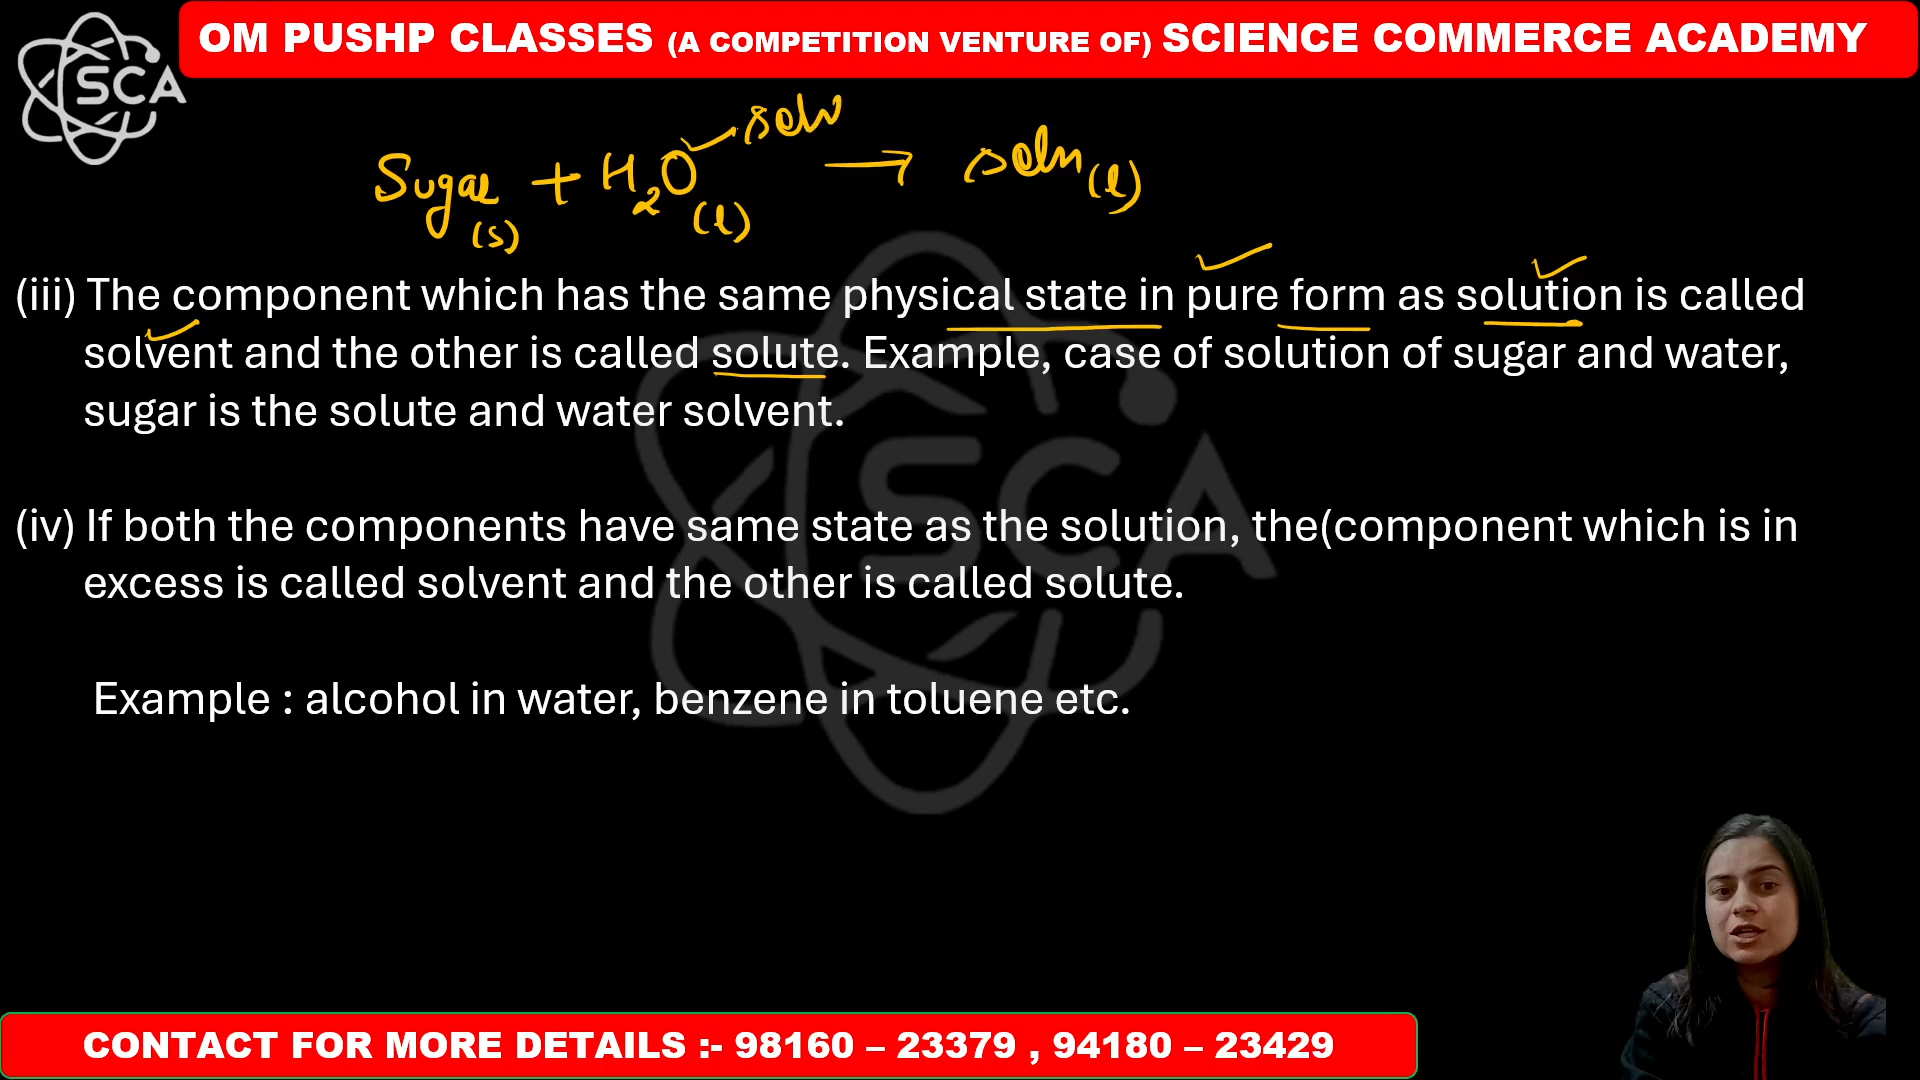 OM PUSHP CLASSES (A COMPETITION VENTURE OF) SCIENCE COMMERCE ACADEMY
SCA
Sugar(s) + H₂O(l) → soln(l)
solv
(iii) The component which has the same physical state in pure form as solution is called
solvent and the other is called solute. Example, case of solution of sugar and water,
sugar is the solute and water solvent.
SCA
(iv) If both the components have same state as the solution, the(component which is in
excess is called solvent and the other is called solute.
Example : alcohol in water, benzene in toluene etc.
CONTACT FOR MORE DETAILS :- 98160 – 23379 , 94180 – 23429